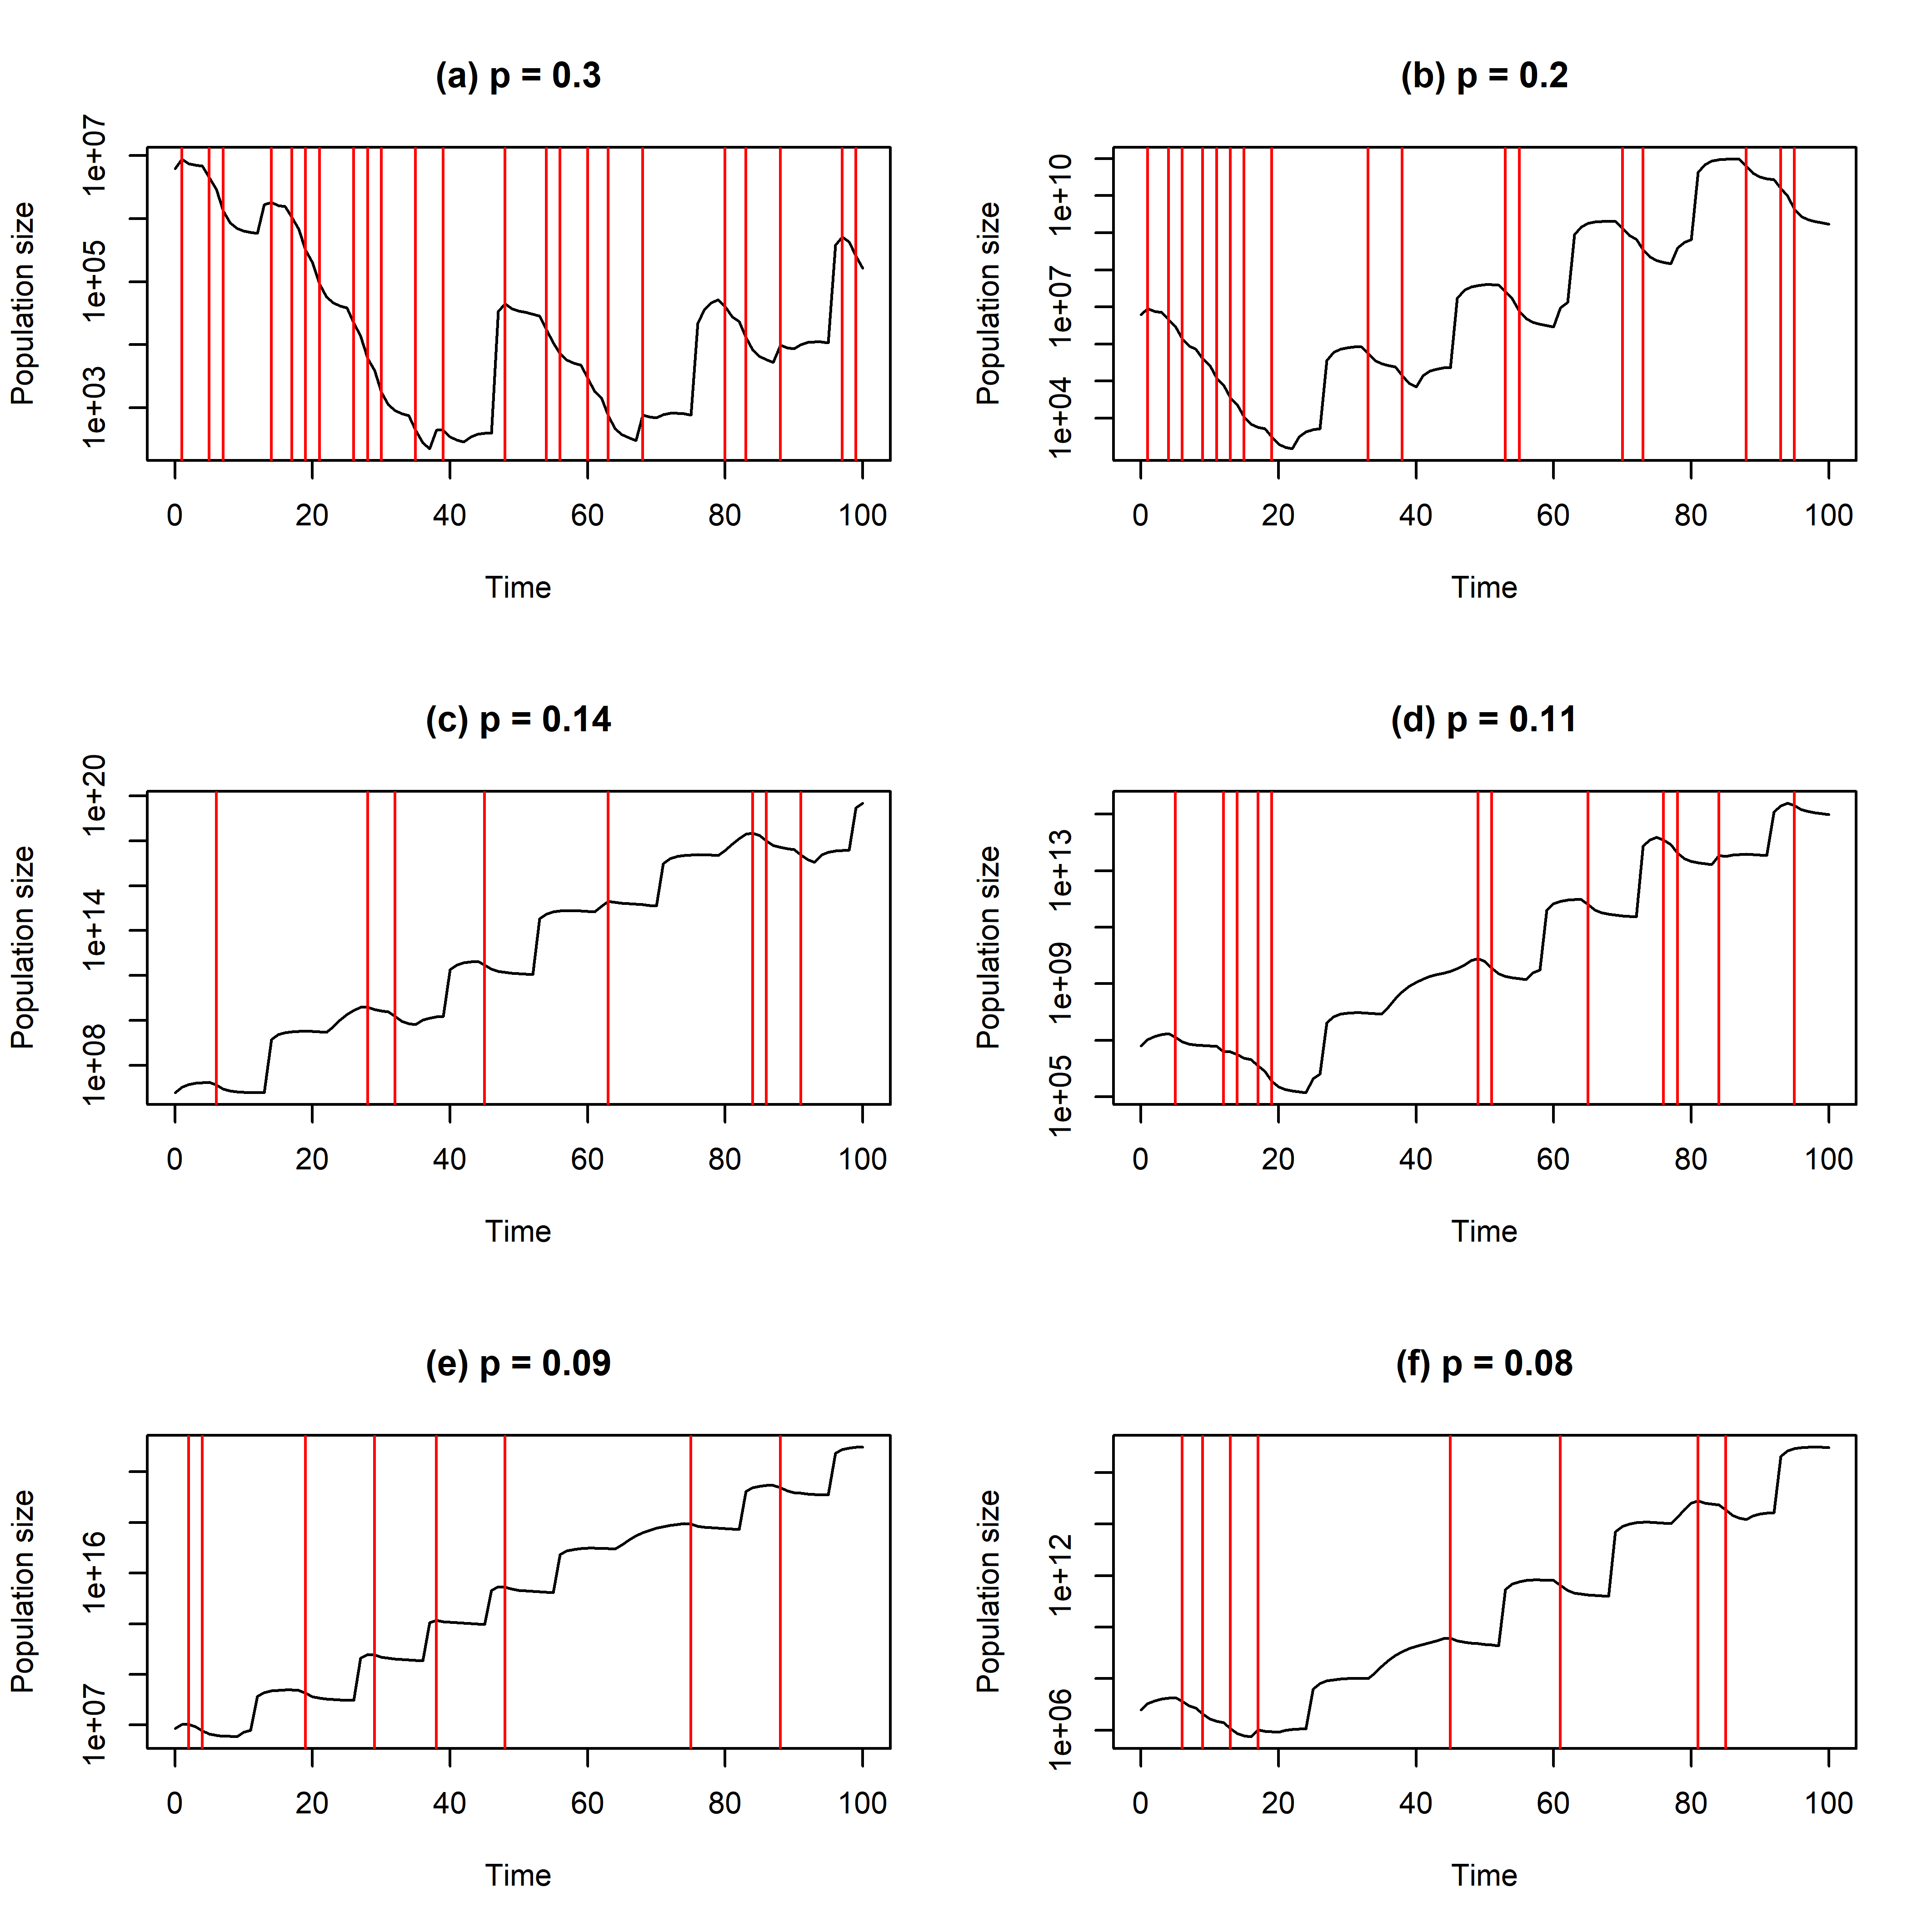 (a) p = 0.3
Population size
1e+03 1e+05 1e+07
0 20 40 60 80 100
Time
(b) p = 0.2
Population size
1e+04 1e+07 1e+10
0 20 40 60 80 100
Time
(c) p = 0.14
Population size
1e+08 1e+14 1e+20
0 20 40 60 80 100
Time
(d) p = 0.11
Population size
1e+05 1e+09 1e+13
0 20 40 60 80 100
Time
(e) p = 0.09
Population size
1e+07 1e+16
0 20 40 60 80 100
Time
(f) p = 0.08
Population size
1e+06 1e+12
0 20 40 60 80 100
Time